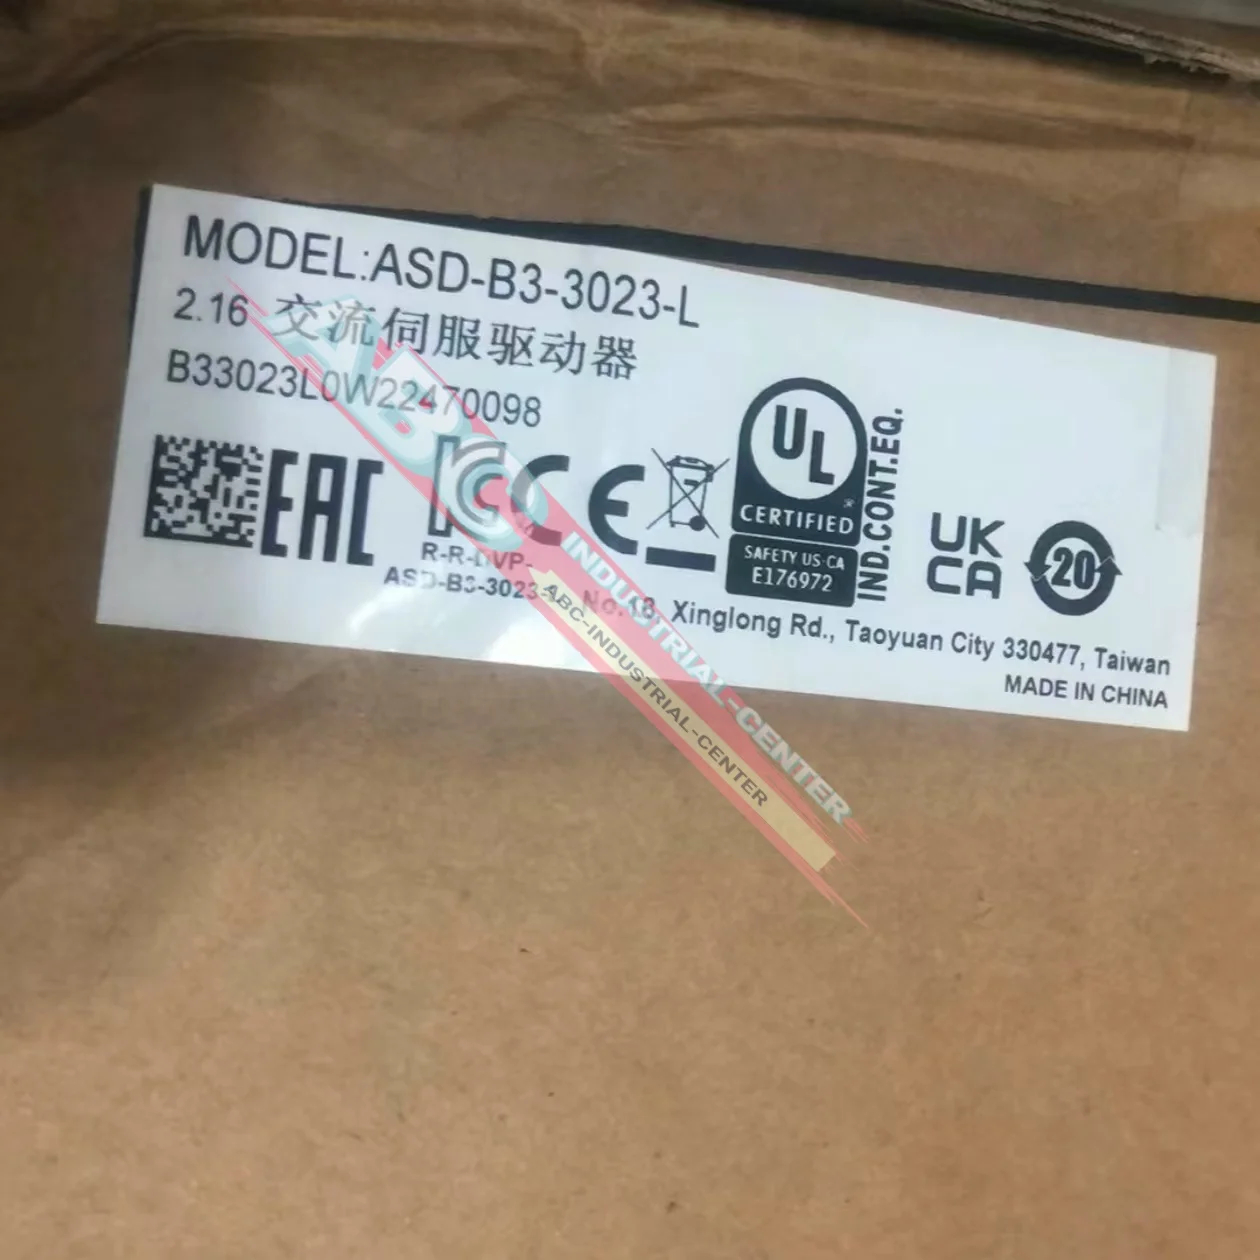 MODEL:ASD-B3-3023-L
2.16 交流伺服驱动器
B33023L0W22470098
EAC
CE
UL
CERTIFIED
SAFETY US·CA
E176972
IND.CONT.EQ.
UK
CA
20
ASD-B3-3023-
No.18, Xinglong Rd., Taoyuan City 330477, Taiwan
MADE IN CHINA
ABC
INDUSTRIAL-CENTER
ABC-INDUSTRIAL-CENTER